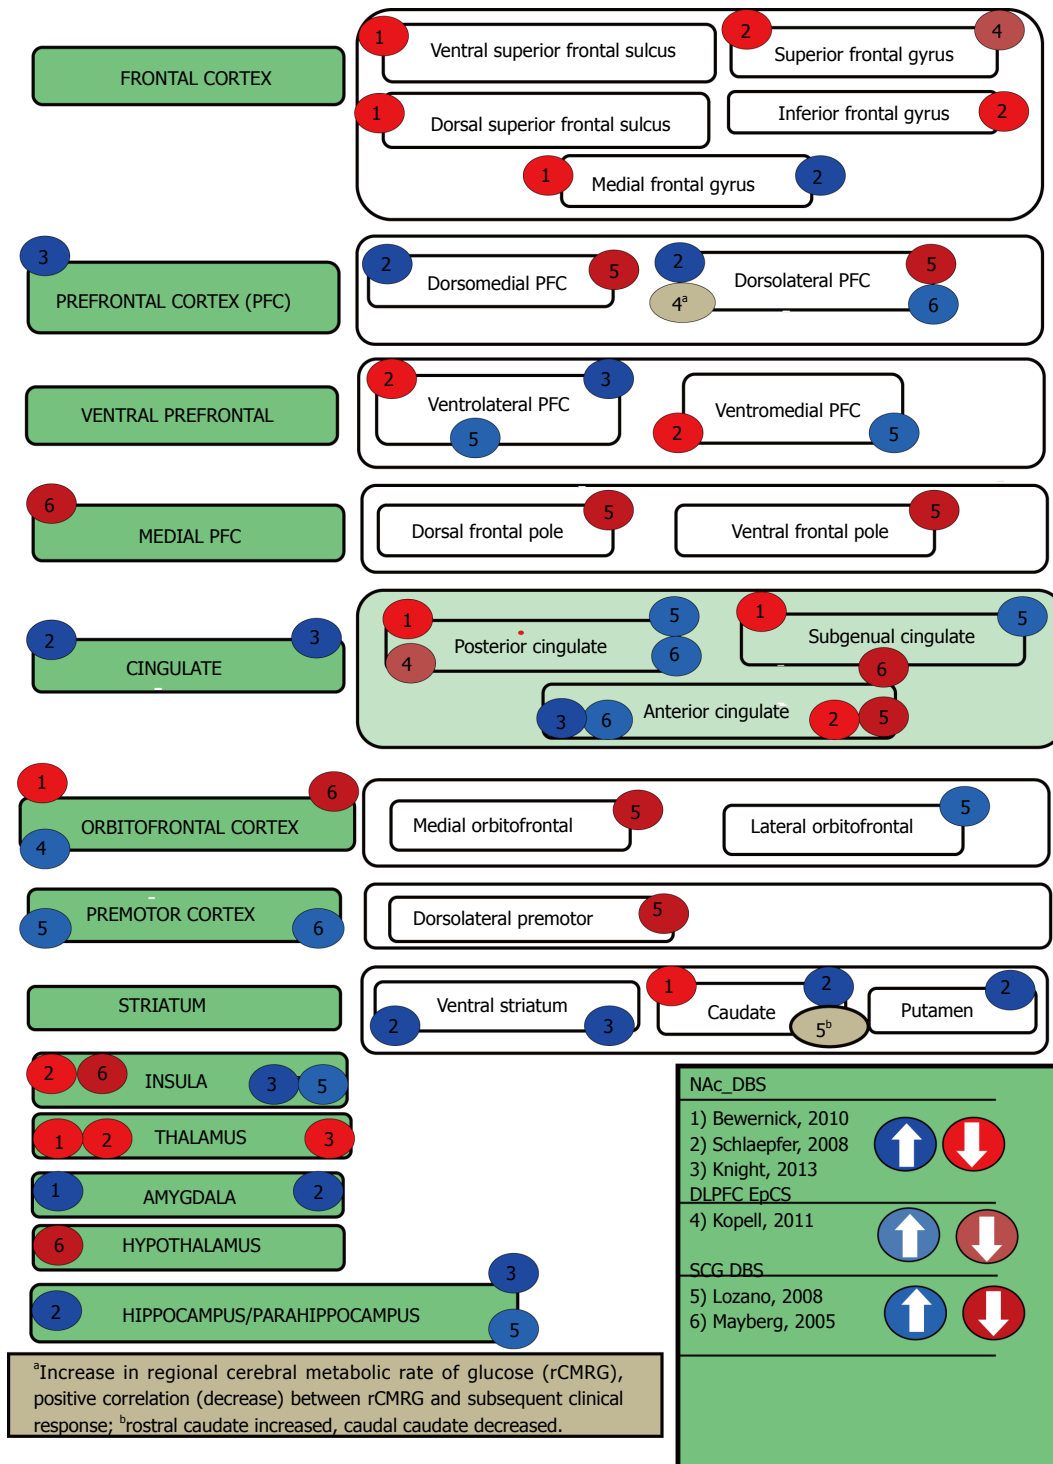 FRONTAL CORTEX
1
Ventral superior frontal sulcus
2
Superior frontal gyrus
4
1
Dorsal superior frontal sulcus
Inferior frontal gyrus
2
1
Medial frontal gyrus
2
3
PREFRONTAL CORTEX (PFC)
2
Dorsomedial PFC
5
2
Dorsolateral PFC
5
4a
6
VENTRAL PREFRONTAL
2
Ventrolateral PFC
3
5
Ventromedial PFC
2
5
6
MEDIAL PFC
Dorsal frontal pole
5
Ventral frontal pole
5
2
3
CINGULATE
1
Posterior cingulate
5
4
6
1
Subgenual cingulate
5
6
Anterior cingulate
3
6
2
5
1
6
ORBITOFRONTAL CORTEX
4
Medial orbitofrontal
5
Lateral orbitofrontal
5
PREMOTOR CORTEX
5
6
Dorsolateral premotor
5
STRIATUM
Ventral striatum
2
3
1
Caudate
2
5b
Putamen
2
2
6
INSULA
3
5
1
2
THALAMUS
3
1
AMYGDALA
2
6
HYPOTHALAMUS
2
HIPPOCAMPUS/PARAHIPPOCAMPUS
3
5
NAc_DBS
1) Bewernick, 2010
2) Schlaepfer, 2008
3) Knight, 2013
DLPFC EpCS
4) Kopell, 2011
SCG DBS
5) Lozano, 2008
6) Mayberg, 2005
aIncrease in regional cerebral metabolic rate of glucose (rCMRG),
positive correlation (decrease) between rCMRG and subsequent clinical
response; brostral caudate increased, caudal caudate decreased.